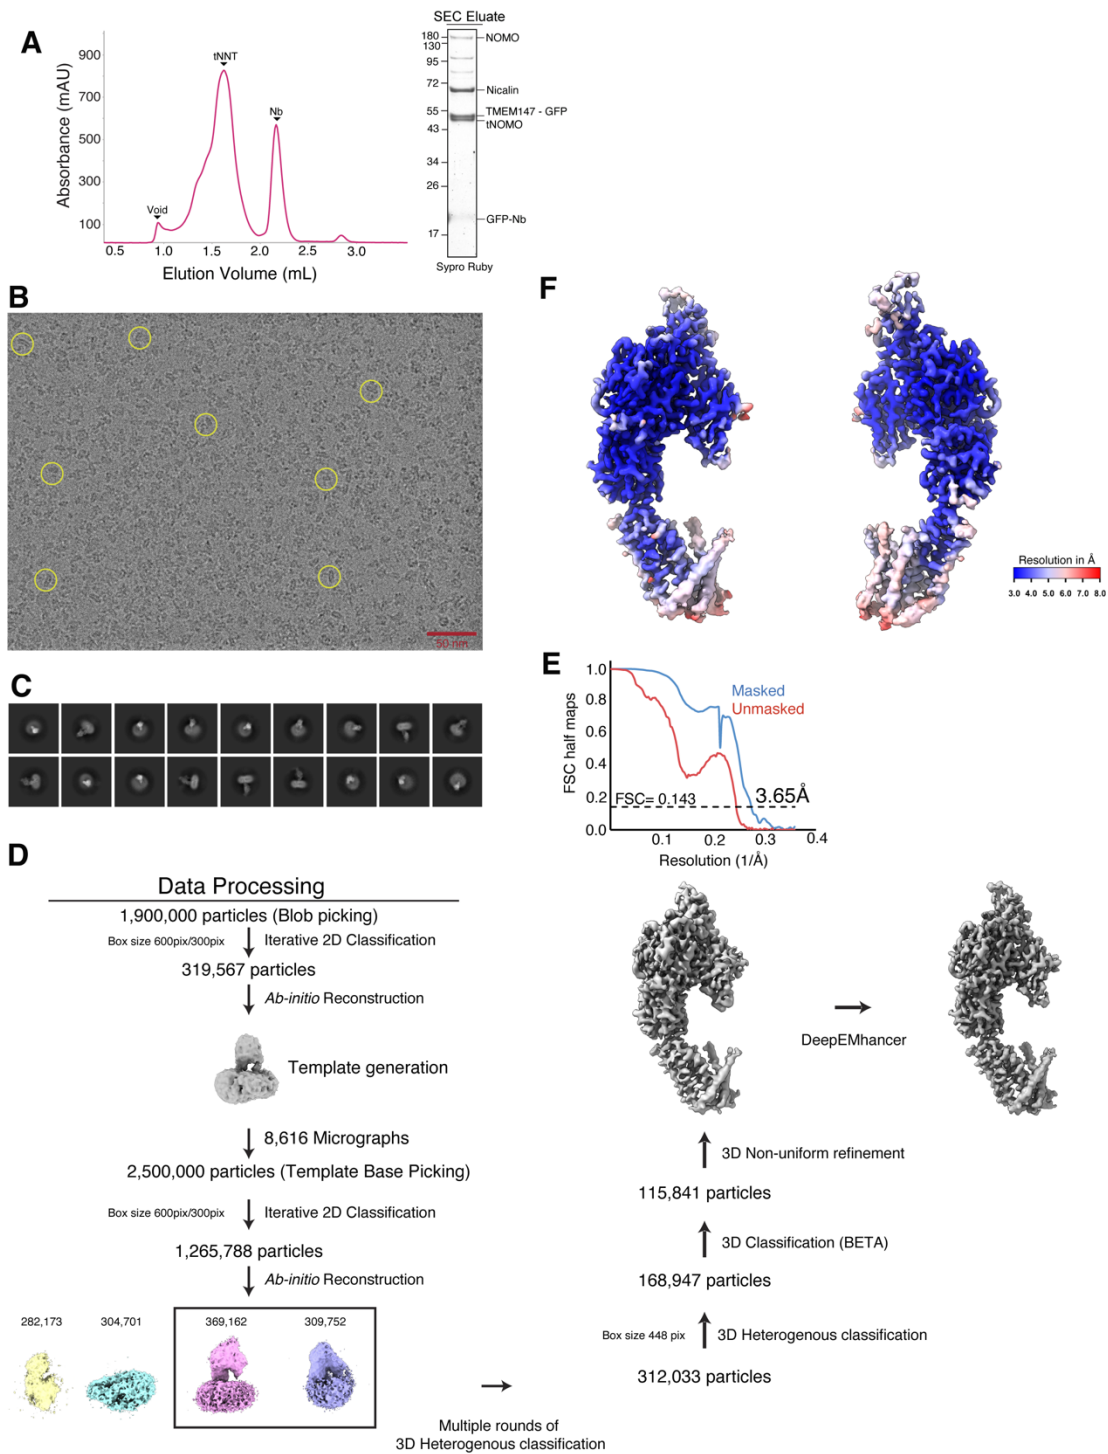 A
Absorbance (mAU)
900
700
500
300
100
Void
tNNT
Nb
0.5 1.0 1.5 2.0 2.5 3.0
Elution Volume (mL)
SEC Eluate
180
130
95
72
55
43
34
26
17
NOMO
Nicalin
TMEM147 - GFP
tNOMO
GFP-Nb
Sypro Ruby
B
50 nm
C
D
Data Processing
1,900,000 particles (Blob picking)
Box size 600pix/300pix
Iterative 2D Classification
319,567 particles
Ab-initio Reconstruction
Template generation
8,616 Micrographs
2,500,000 particles (Template Base Picking)
Box size 600pix/300pix
Iterative 2D Classification
1,265,788 particles
Ab-initio Reconstruction
282,173 304,701 369,162 309,752
Multiple rounds of
3D Heterogenous classification
312,033 particles
Box size 448 pix
3D Heterogenous classification
168,947 particles
3D Classification (BETA)
115,841 particles
3D Non-uniform refinement
DeepEMhancer
E
FSC half maps
1.0
0.8
0.6
0.4
0.2
0.0
Masked
Unmasked
FSC= 0.143
3.65Å
0.1 0.2 0.3 0.4
Resolution (1/Å)
F
Resolution in Å
3.0 4.0 5.0 6.0 7.0 8.0